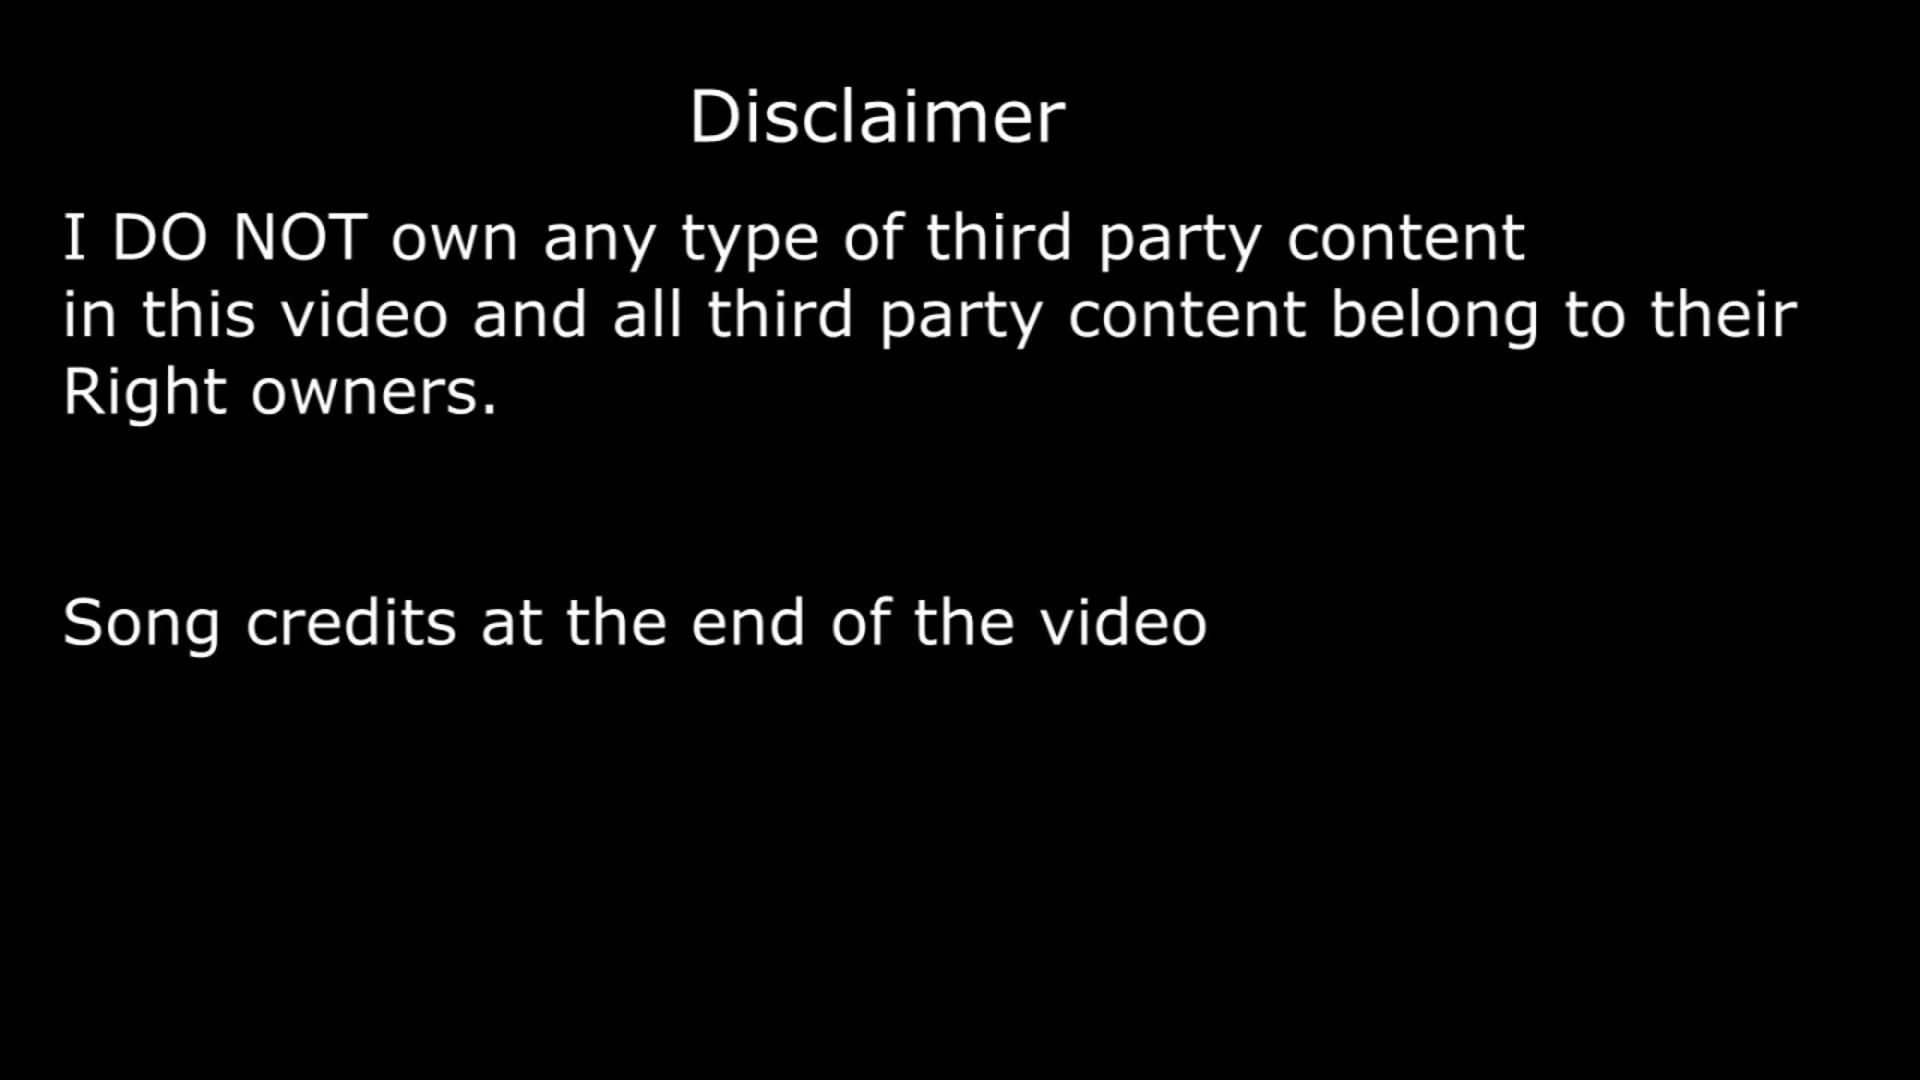 Disclaimer
I DO NOT own any type of third party content
in this video and all third party content belong to their
Right owners.
Song credits at the end of the video